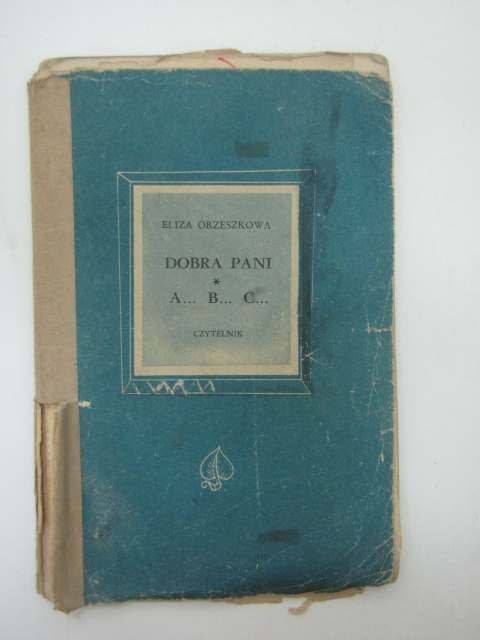 ELIZA ORZESZKOWA
DOBRA PANI
*
A... B... C...
CZYTELNIK